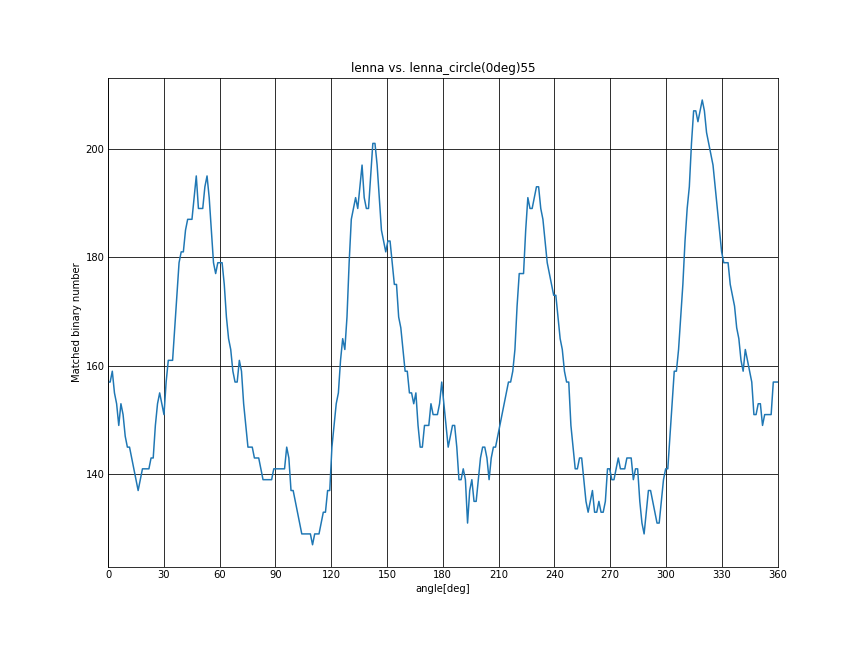 lenna vs. lenna_circle(0deg)55
Matched binary number
200
180
160
140
0 30 60 90 120 150 180 210 240 270 300 330 360
angle[deg]